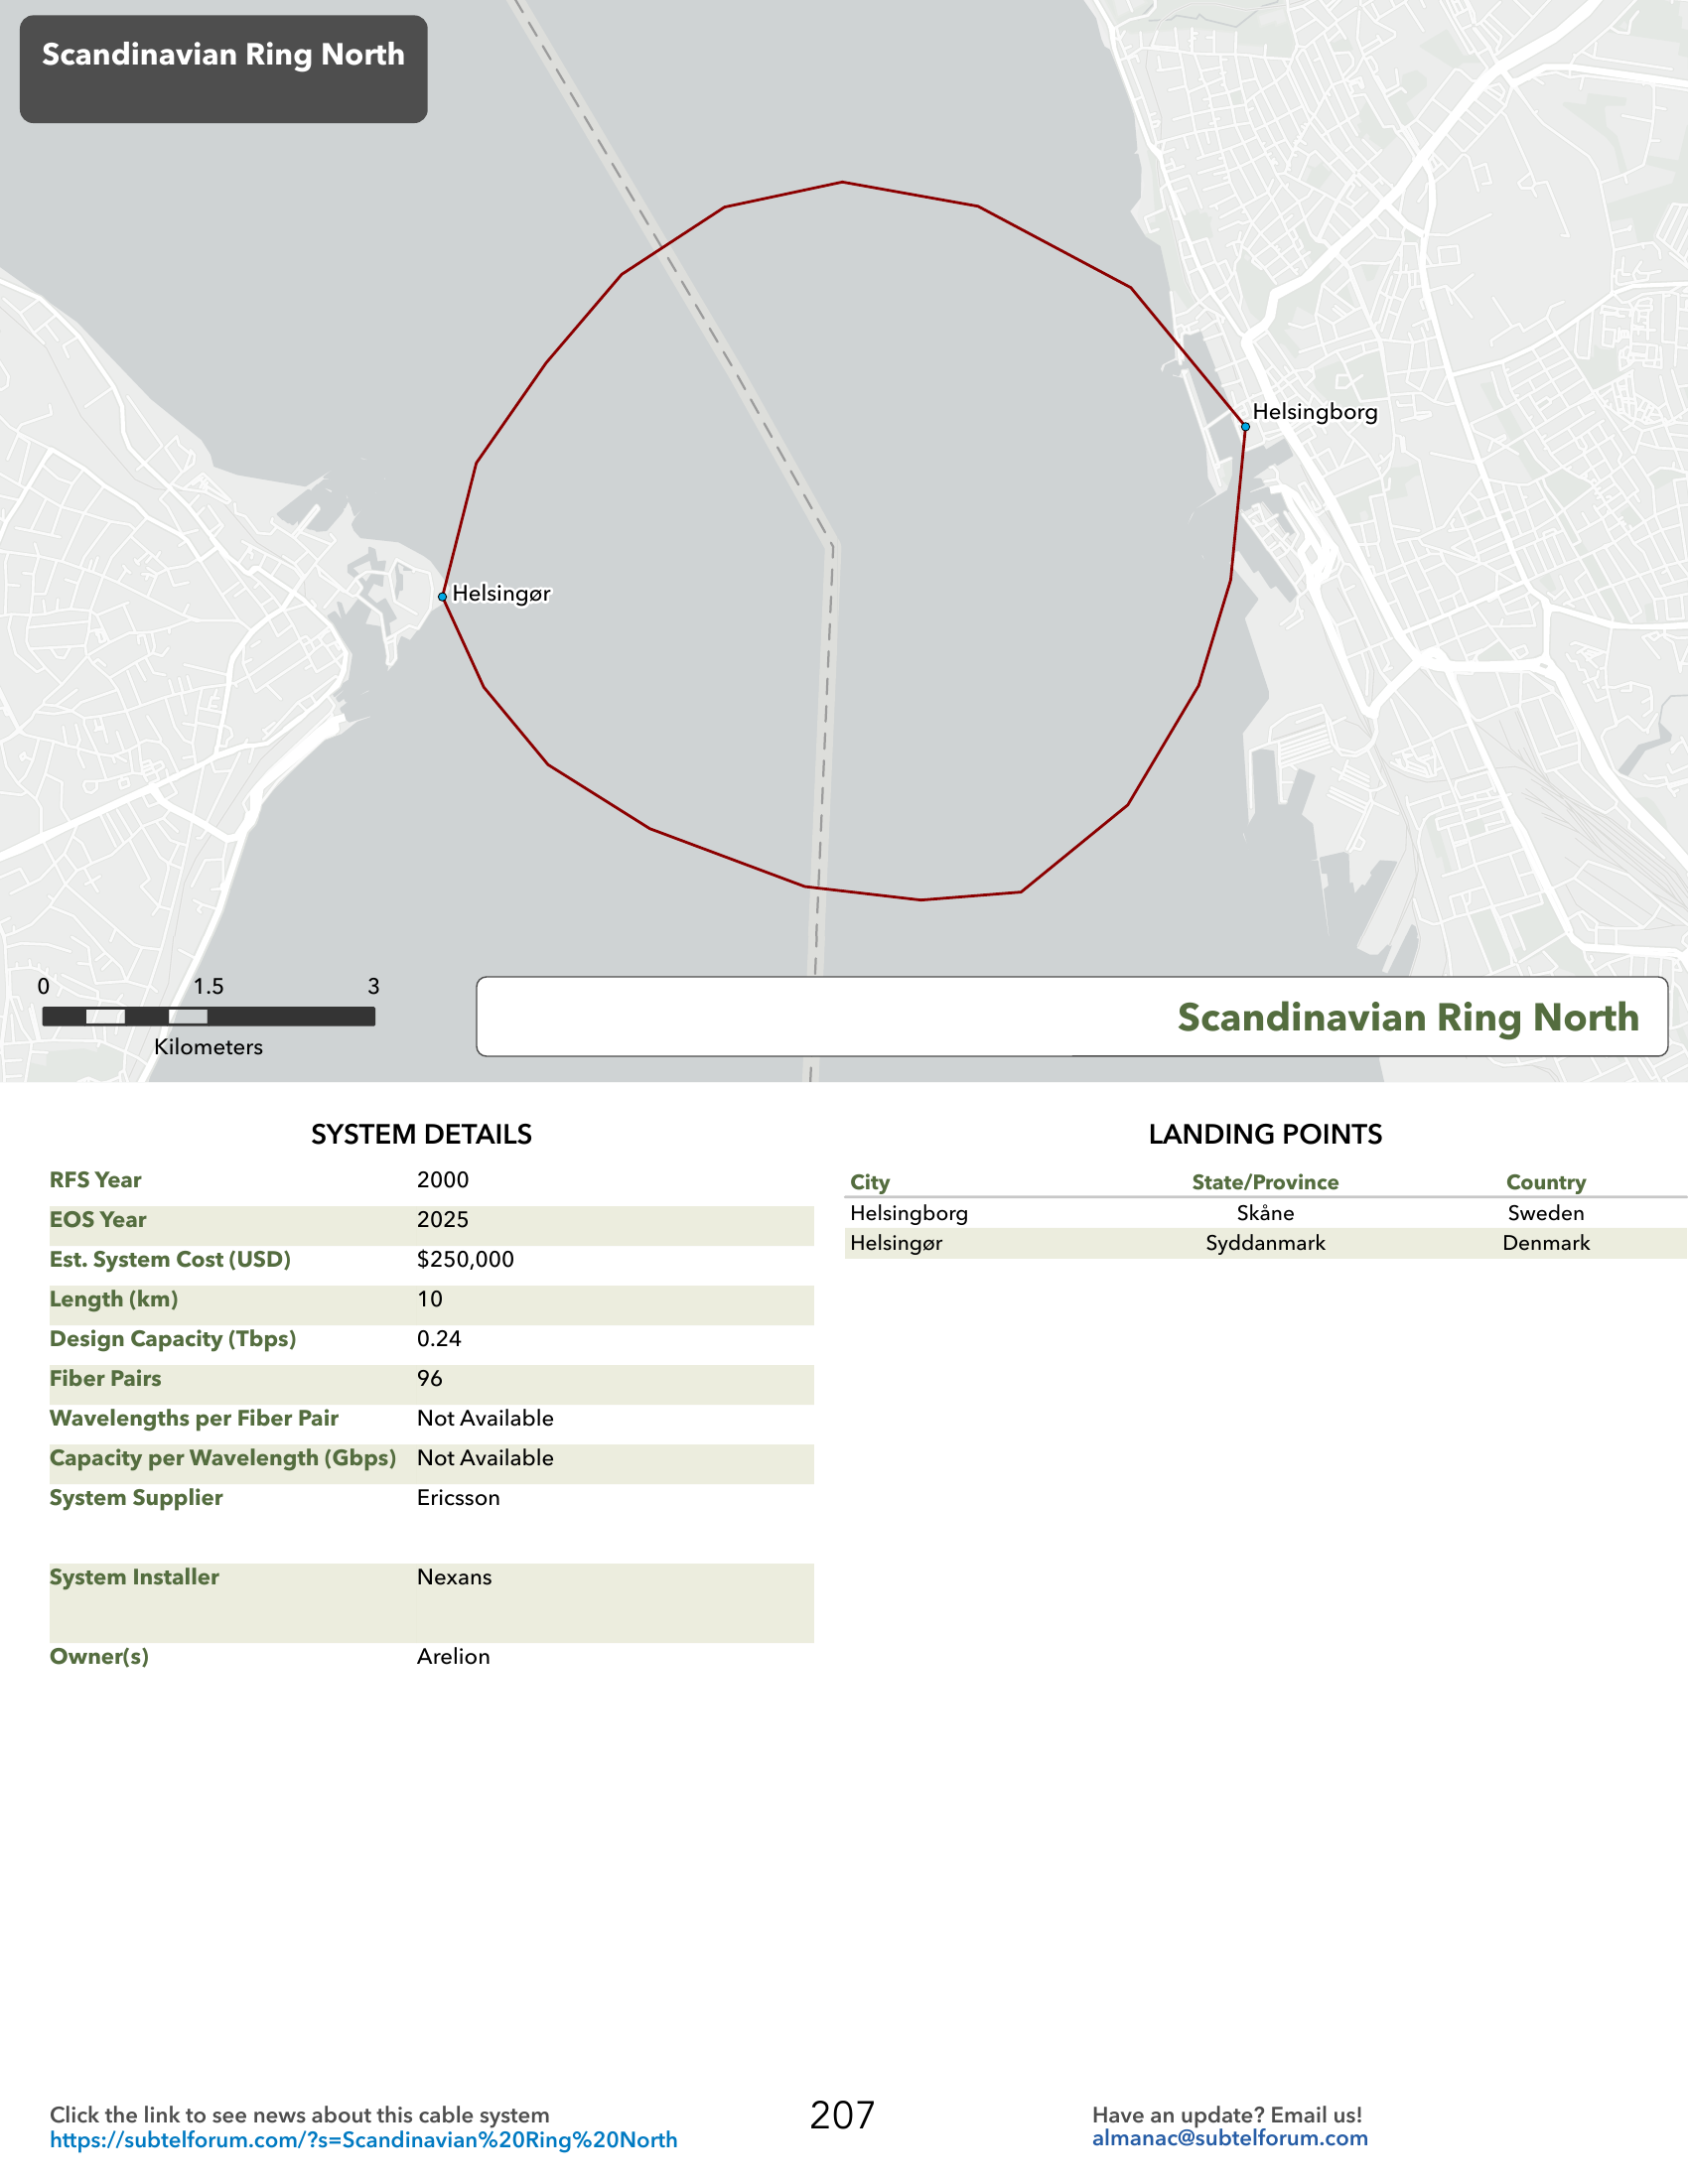 Scandinavian Ring North
Helsingborg
Helsingør
0 1.5 3
Kilometers
Scandinavian Ring North
SYSTEM DETAILS
RFS Year 2000
EOS Year 2025
Est. System Cost (USD) $250,000
Length (km) 10
Design Capacity (Tbps) 0.24
Fiber Pairs 96
Wavelengths per Fiber Pair Not Available
Capacity per Wavelength (Gbps) Not Available
System Supplier Ericsson
System Installer Nexans
Owner(s) Arelion
LANDING POINTS
City State/Province Country
Helsingborg Skåne Sweden
Helsingør Syddanmark Denmark
Click the link to see news about this cable system
https://subtelforum.com/?s=Scandinavian%20Ring%20North
207
Have an update? Email us!
almanac@subtelforum.com